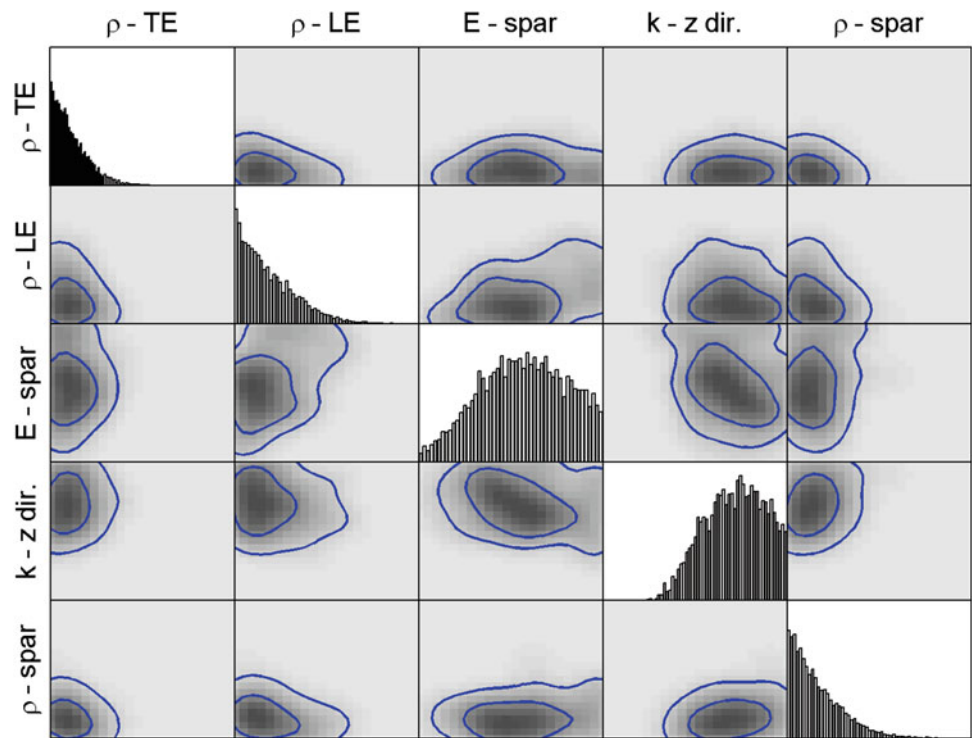 ρ - TE ρ - LE E - spar k - z dir. ρ - spar
ρ - TE
ρ - LE
E - spar
k - z dir.
ρ - spar